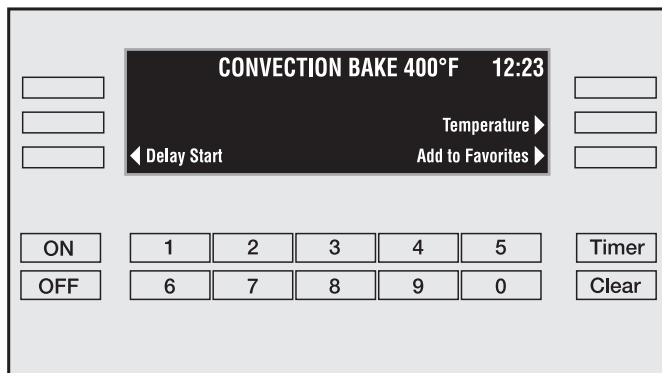 CONVECTION BAKE 400°F 12:23
Temperature
Delay Start Add to Favorites
ON 1 2 3 4 5 Timer
OFF 6 7 8 9 0 Clear